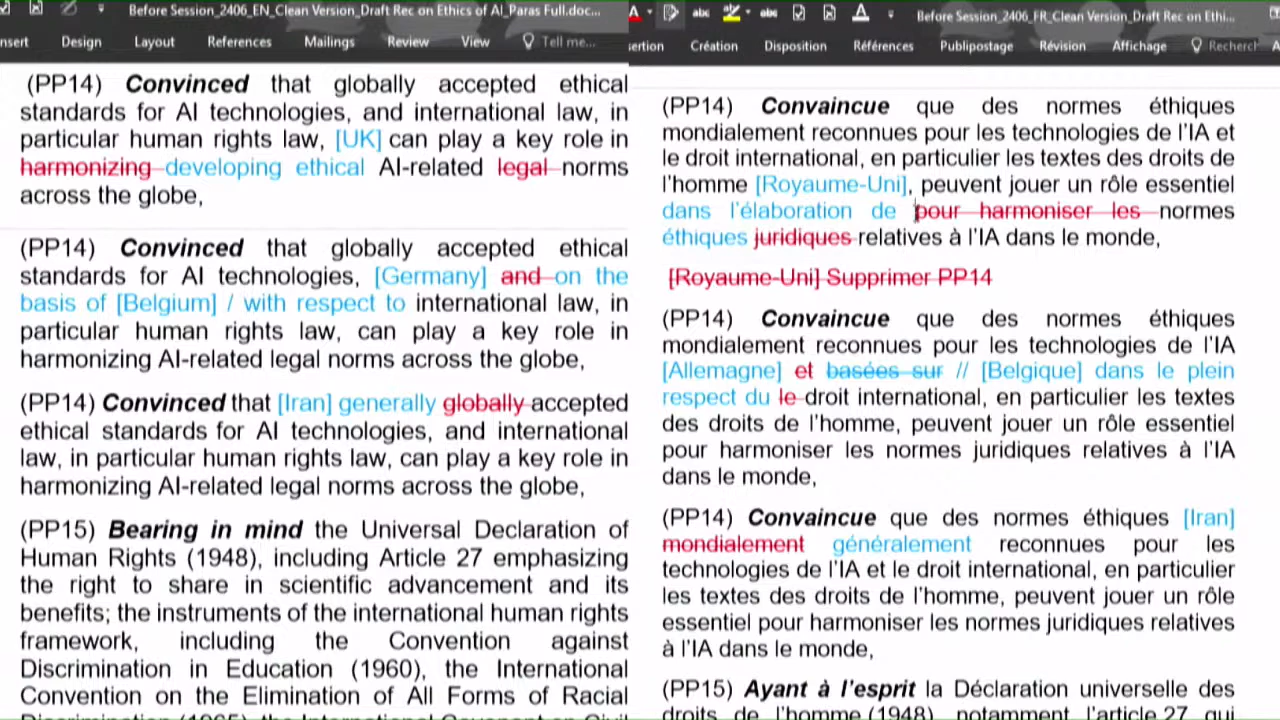 Before Session_2406_EN_Clean Version_Draft Rec on Ethics of AI_Paras Full.doc...
nsert Design Layout References Mailings Review View Tell me...
(PP14) Convinced that globally accepted ethical
standards for AI technologies, and international law, in
particular human rights law, [UK] can play a key role in
harmonizing developing ethical AI-related legal norms
across the globe,
(PP14) Convinced that globally accepted ethical
standards for AI technologies, [Germany] and on the
basis of [Belgium] / with respect to international law, in
particular human rights law, can play a key role in
harmonizing AI-related legal norms across the globe,
(PP14) Convinced that [Iran] generally globally accepted
ethical standards for AI technologies, and international
law, in particular human rights law, can play a key role in
harmonizing AI-related legal norms across the globe,
(PP15) Bearing in mind the Universal Declaration of
Human Rights (1948), including Article 27 emphasizing
the right to share in scientific advancement and its
benefits; the instruments of the international human rights
framework, including the Convention against
Discrimination in Education (1960), the International
Convention on the Elimination of All Forms of Racial
A abc abc A Before Session_2406_FR_Clean Version_Draft Rec on Ethi...
sertion Création Disposition Références Publipostage Révision Affichage Recherc
(PP14) Convaincue que des normes éthiques
mondialement reconnues pour les technologies de l'IA et
le droit international, en particulier les textes des droits de
l'homme [Royaume-Uni], peuvent jouer un rôle essentiel
dans l'élaboration de pour harmoniser les normes
éthiques juridiques relatives à l'IA dans le monde,
[Royaume-Uni] Supprimer PP14
(PP14) Convaincue que des normes éthiques
mondialement reconnues pour les technologies de l'IA
[Allemagne] et basées sur // [Belgique] dans le plein
respect du le droit international, en particulier les textes
des droits de l'homme, peuvent jouer un rôle essentiel
pour harmoniser les normes juridiques relatives à l'IA
dans le monde,
(PP14) Convaincue que des normes éthiques [Iran]
mondialement généralement reconnues pour les
technologies de l'IA et le droit international, en particulier
les textes des droits de l'homme, peuvent jouer un rôle
essentiel pour harmoniser les normes juridiques relatives
à l'IA dans le monde,
(PP15) Ayant à l'esprit la Déclaration universelle des
droits de l'homme (1948), notamment l'article 27 qui